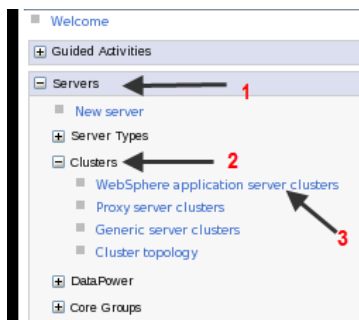 Welcome
Guided Activities
Servers
1
New server
Server Types
Clusters
2
WebSphere application server clusters
3
Proxy server clusters
Generic server clusters
Cluster topology
DataPower
Core Groups